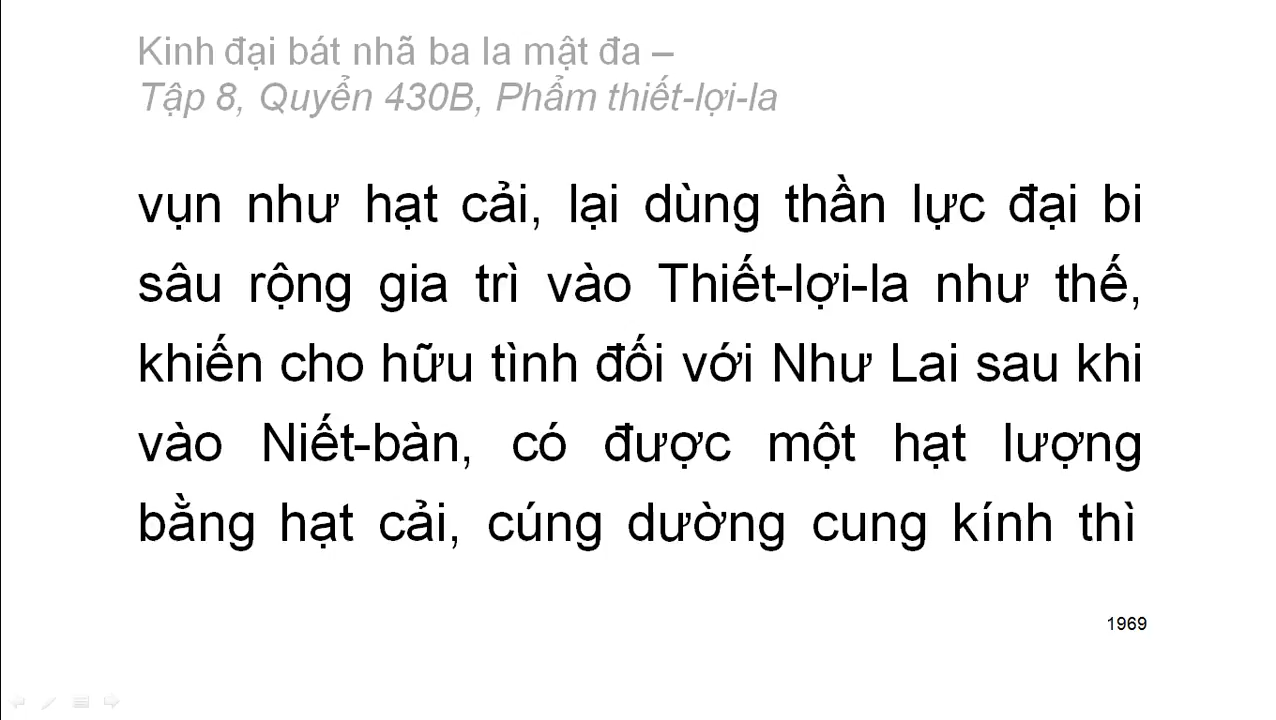 Kinh đại bát nhã ba la mật đa –
Tập 8, Quyển 430B, Phẩm thiết-lợi-la
vụn như hạt cải, lại dùng thần lực đại bi
sâu rộng gia trì vào Thiết-lợi-la như thế,
khiến cho hữu tình đối với Như Lai sau khi
vào Niết-bàn, có được một hạt lượng
bằng hạt cải, cúng dường cung kính thì
1969